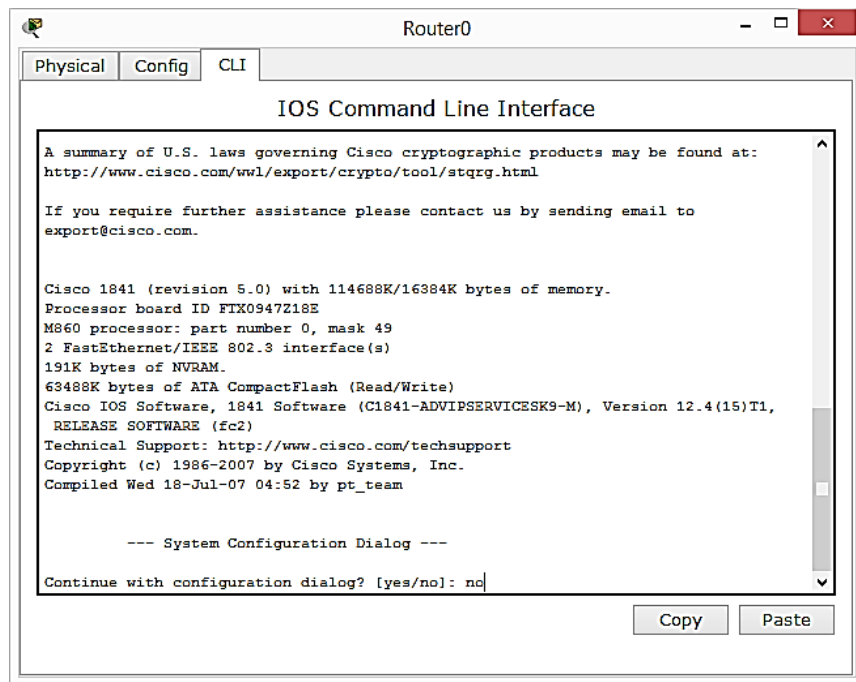 Router0
Physical Config CLI
IOS Command Line Interface
A summary of U.S. laws governing Cisco cryptographic products may be found at:
http://www.cisco.com/wwl/export/crypto/tool/stqrg.html
If you require further assistance please contact us by sending email to
export@cisco.com.
Cisco 1841 (revision 5.0) with 114688K/16384K bytes of memory.
Processor board ID FTX0947Z18E
M860 processor: part number 0, mask 49
2 FastEthernet/IEEE 802.3 interface(s)
191K bytes of NVRAM.
63488K bytes of ATA CompactFlash (Read/Write)
Cisco IOS Software, 1841 Software (C1841-ADVIPSERVICESK9-M), Version 12.4(15)T1,
RELEASE SOFTWARE (fc2)
Technical Support: http://www.cisco.com/techsupport
Copyright (c) 1986-2007 by Cisco Systems, Inc.
Compiled Wed 18-Jul-07 04:52 by pt_team
--- System Configuration Dialog ---
Continue with configuration dialog? [yes/no]: no
Copy Paste